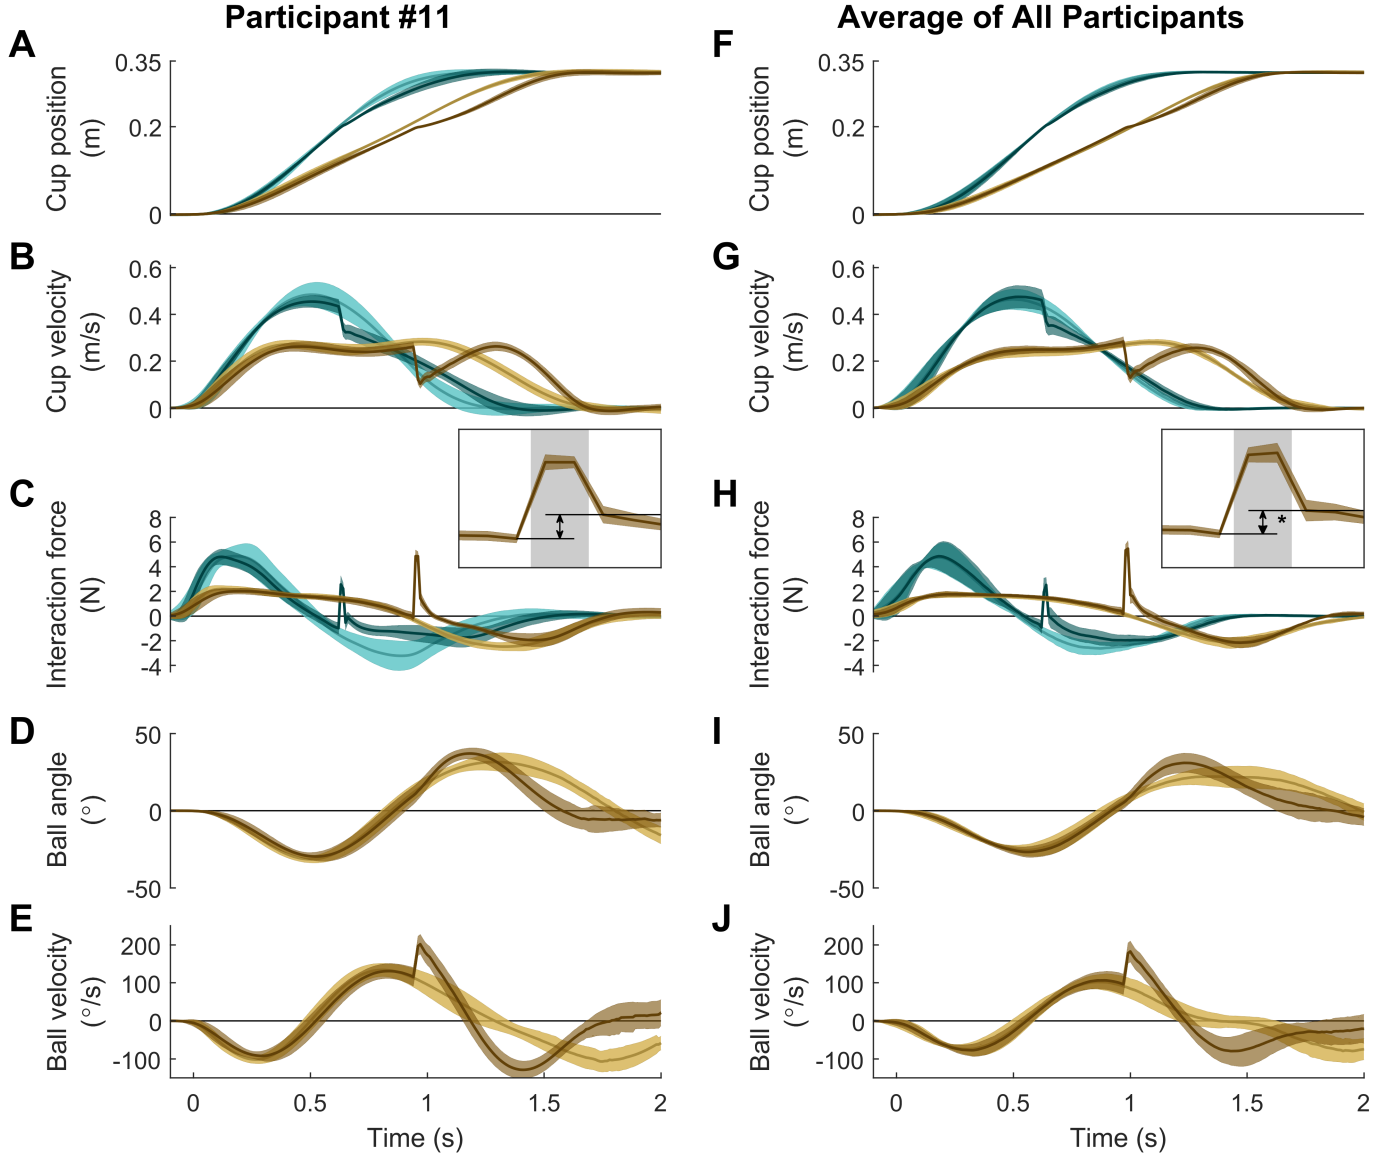 Participant #11
Average of All Participants
A
Cup position
(m)
0.35
0.2
0
F
Cup position
(m)
0.35
0.2
0
B
Cup velocity
(m/s)
0.6
0.4
0.2
0
G
Cup velocity
(m/s)
0.6
0.4
0.2
0
C
Interaction force
(N)
8
6
4
2
0
-2
-4
H
Interaction force
(N)
8
6
4
2
0
-2
-4
*
D
Ball angle
(°)
50
0
-50
I
Ball angle
(°)
50
0
-50
E
Ball velocity
(°/s)
200
100
0
-100
J
Ball velocity
(°/s)
200
100
0
-100
0 0.5 1 1.5 2
Time (s)
0 0.5 1 1.5 2
Time (s)